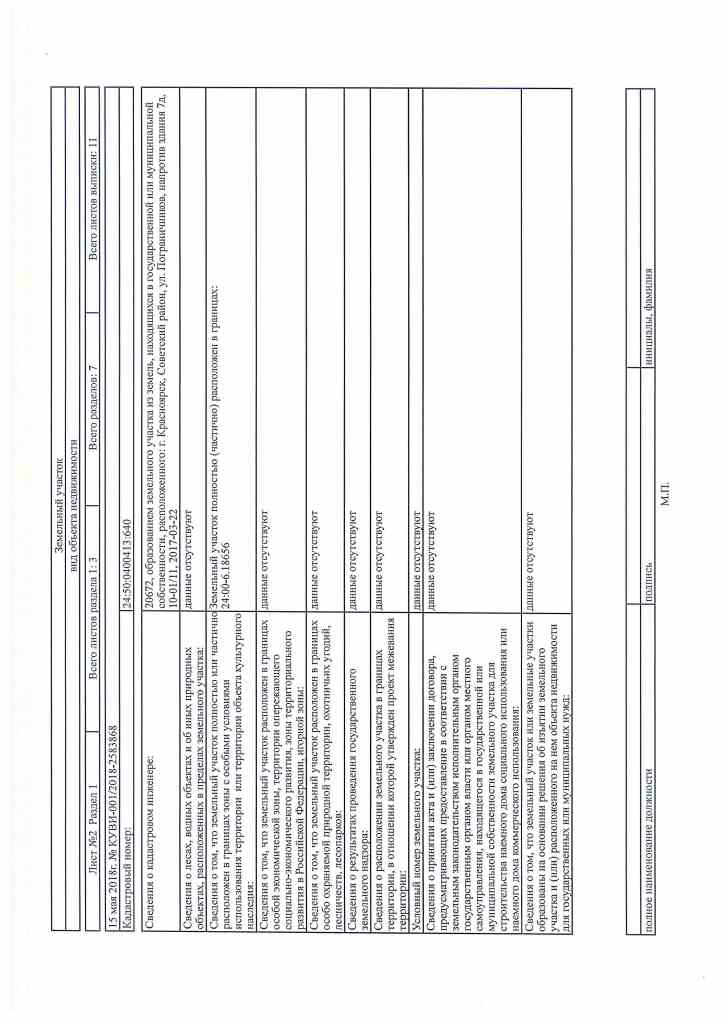 Земельный участок
вид объекта недвижимости
Лист №2 Раздел 1 Всего листов раздела 1: 3 Всего разделов: 7 Всего листов выписки: 11
15 мая 2018г. № КУВИ-001/2018-2583868
Кадастровый номер: 24:50:0400413:640
Сведения о кадастровом инженере: 20672, образованием земельного участка из земель, находящихся в государственной или муниципальной
собственности, расположенного: г. Красноярск, Советский район, ул. Пограничников, напротив здания 7д,
10-01/11, 2017-03-22
Сведения о лесах, водных объектах и об иных природных данные отсутствуют
объектах, расположенных в пределах земельного участка:
Сведения о том, что земельный участок полностью или частично Земельный участок полностью (частично) расположен в границах:
расположен в границах зоны с особыми условиями 24:00-6.18656
использования территории или территории объекта культурного
наследия:
Сведения о том, что земельный участок расположен в границах данные отсутствуют
особой экономической зоны, территории опережающего
социально-экономического развития, зоны территориального
развития в Российской Федерации, игорной зоны:
Сведения о том, что земельный участок расположен в границах данные отсутствуют
особо охраняемой природной территории, охотничьих угодий,
лесничеств, лесопарков:
Сведения о результатах проведения государственного данные отсутствуют
земельного надзора:
Сведения о расположении земельного участка в границах данные отсутствуют
территории, в отношении которой утвержден проект межевания
территории:
Условный номер земельного участка: данные отсутствуют
Сведения о принятии акта и (или) заключении договора, данные отсутствуют
предусматривающих предоставление в соответствии с
земельным законодательством исполнительным органом
государственным органом власти или органом местного
самоуправления, находящегося в государственной или
муниципальной собственности земельного участка для
строительства наемного дома социального использования или
наемного дома коммерческого использования:
Сведения о том, что земельный участок или земельные участки данные отсутствуют
образованы на основании решения об изъятии земельного
участка и (или) расположенного на нем объекта недвижимости
для государственных или муниципальных нужд:
полное наименование должности подпись инициалы, фамилия
М.П.